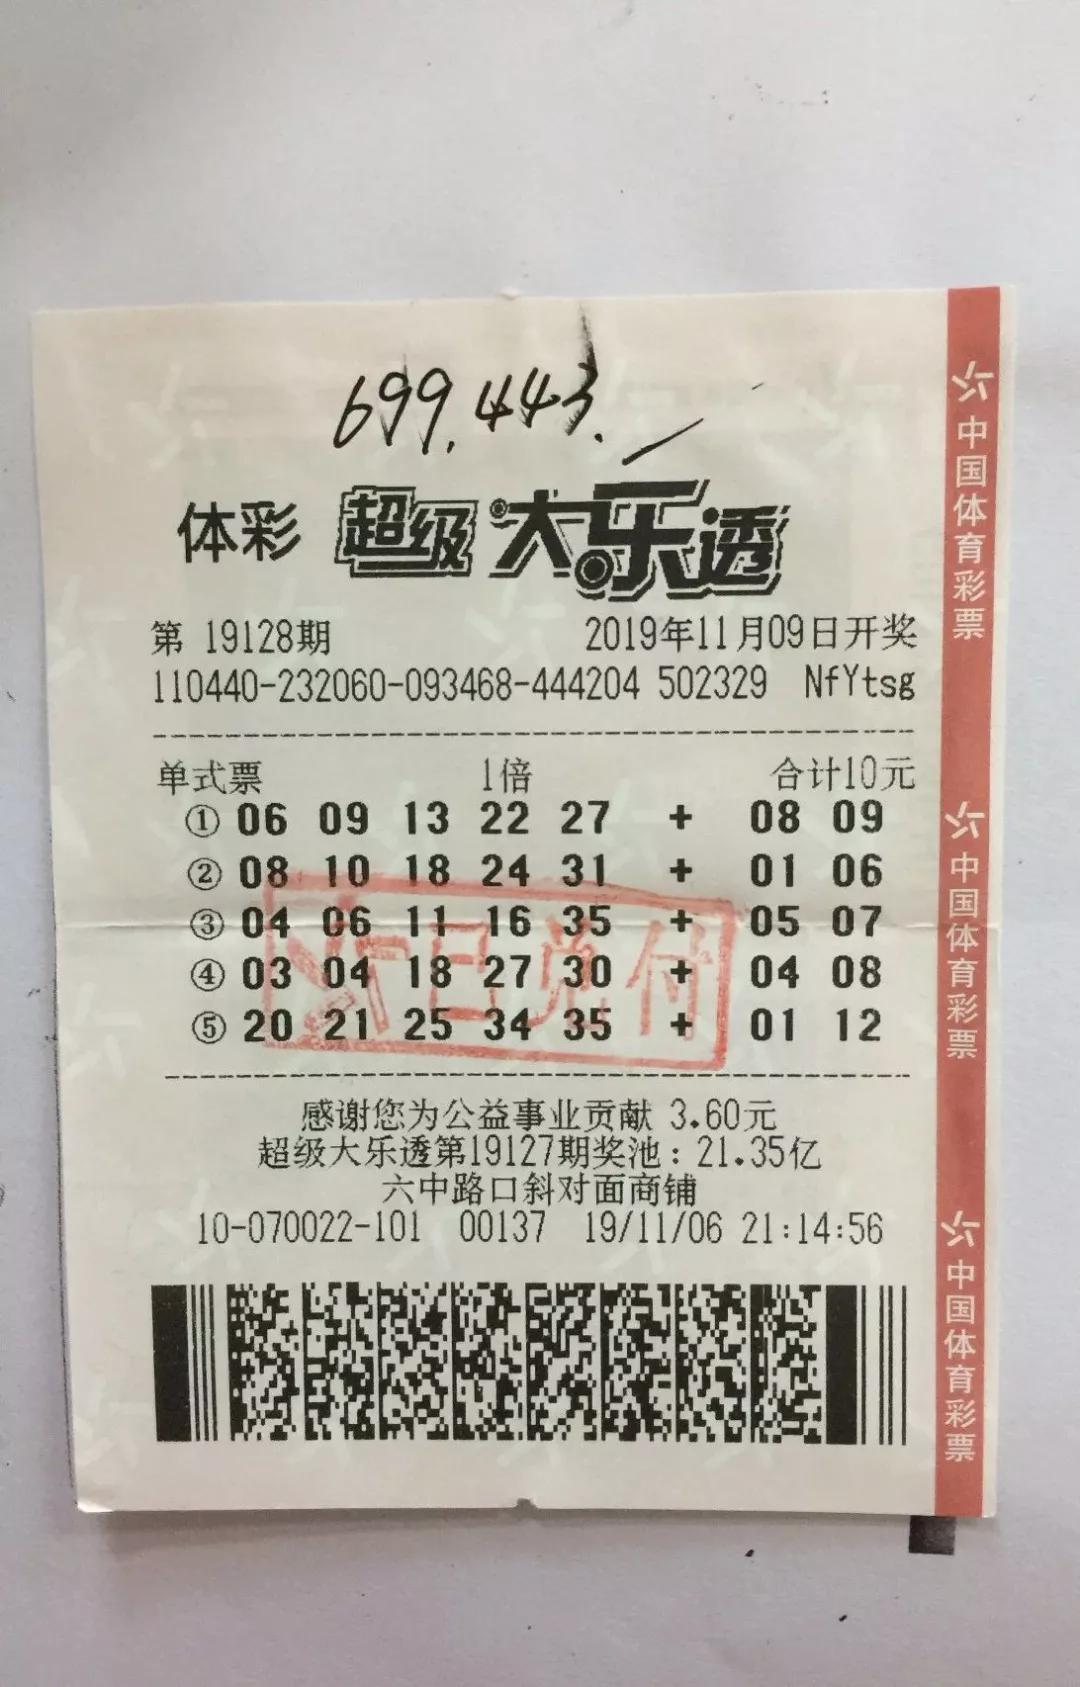 699,443.
体彩 超级大乐透
第 19128期 2019年11月09日开奖
110440-232060-093468-444204 502329 NfYtsg
单式票 1倍 合计10元
① 06 09 13 22 27 + 08 09
② 08 10 18 24 31 + 01 06
③ 04 06 11 16 35 + 05 07
④ 03 04 18 27 30 + 04 08
⑤ 20 21 25 34 35 + 01 12
已兑付
感谢您为公益事业贡献 3.60元
超级大乐透第19127期奖池：21.35亿
六中路口斜对面商铺
10-070022-101 00137 19/11/06 21:14:56
中国体育彩票
中国体育彩票
中国体育彩票